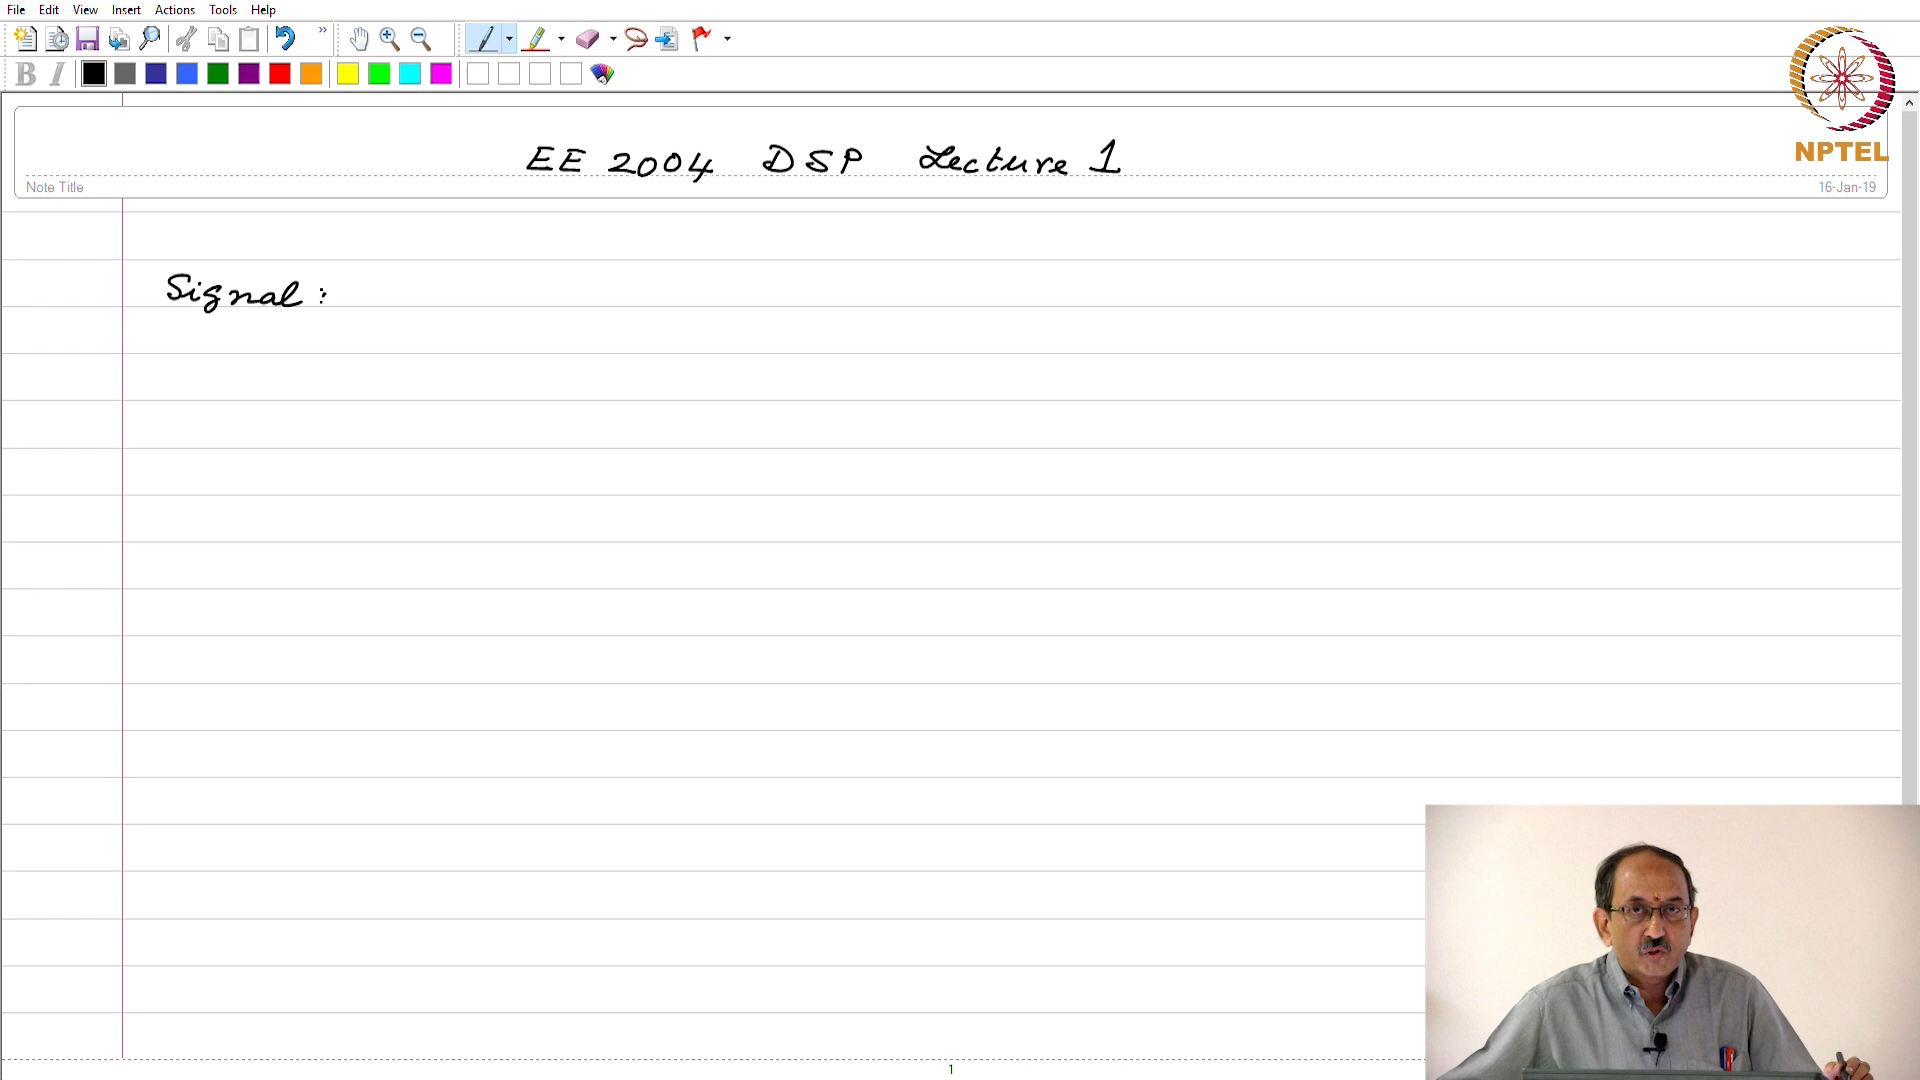 File Edit View Insert Actions Tools Help
»
B I
NPTEL
EE 2004 DSP Lecture 1
Note Title
16-Jan-19
Signal :
1